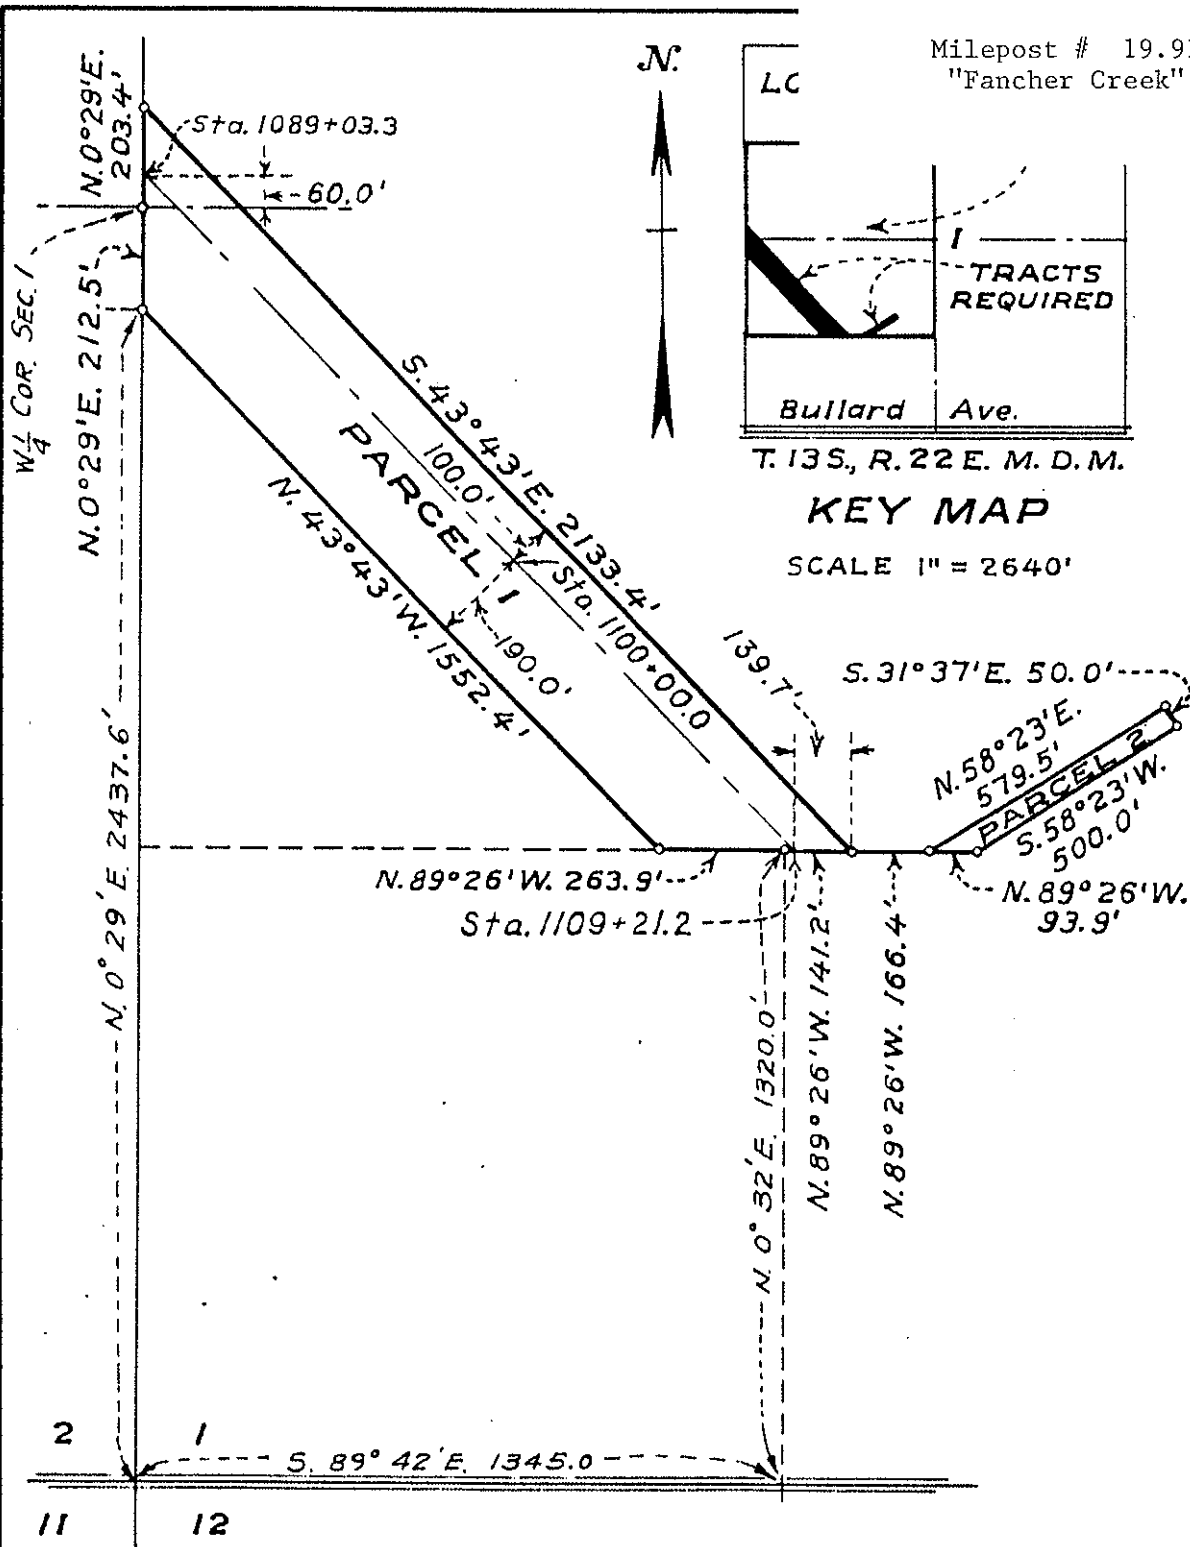 Milepost # 19.9
"Fancher Creek"
N.
LC
N.0°29'E.
203.4'
Sta. 1089+03.3
60.0'
W 1/4 COR. SEC. 1
N.0°29'E. 212.5'
1
TRACTS
REQUIRED
Bullard Ave.
T. 13 S., R. 22 E. M. D. M.
KEY MAP
SCALE 1" = 2640'
S. 43°43'E. 2133.4'
PARCEL 1
100.0'
Sta. 1100+00.0
190.0'
N. 43°43'W. 1552.4'
139.7'
S. 31°37'E. 50.0'
N. 58°23'E.
579.5'
PARCEL 2
S. 58°23'W.
500.0'
N. 89°26'W.
93.9'
N. 89°26'W. 263.9'
Sta. 1109+21.2
N. 0°29'E. 2437.6'
N. 0°32'E. 1320.0'
N. 89°26'W. 141.2'
N. 89°26'W. 166.4'
2 1
S. 89°42'E. 1345.0
11 12